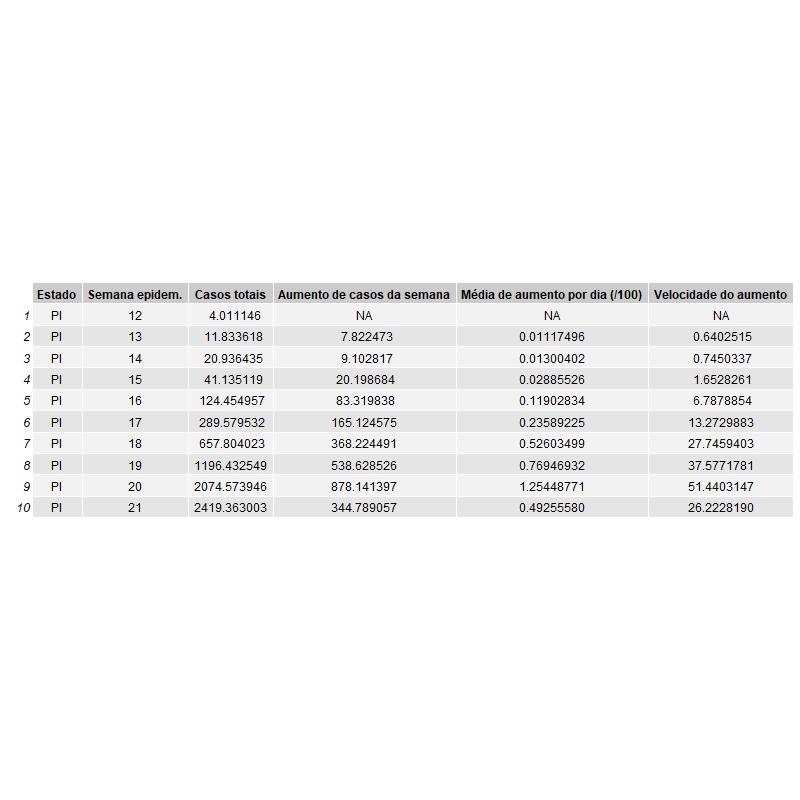 Estado Semana epidem. Casos totais Aumento de casos da semana Média de aumento por dia (/100) Velocidade do aumento
1 PI 12 4.011146 NA NA NA
2 PI 13 11.833618 7.822473 0.01117496 0.6402515
3 PI 14 20.936435 9.102817 0.01300402 0.7450337
4 PI 15 41.135119 20.198684 0.02885526 1.6528261
5 PI 16 124.454957 83.319838 0.11902834 6.7878854
6 PI 17 289.579532 165.124575 0.23589225 13.2729883
7 PI 18 657.804023 368.224491 0.52603499 27.7459403
8 PI 19 1196.432549 538.628526 0.76946932 37.5771781
9 PI 20 2074.573946 878.141397 1.25448771 51.4403147
10 PI 21 2419.363003 344.789057 0.49255580 26.2228190